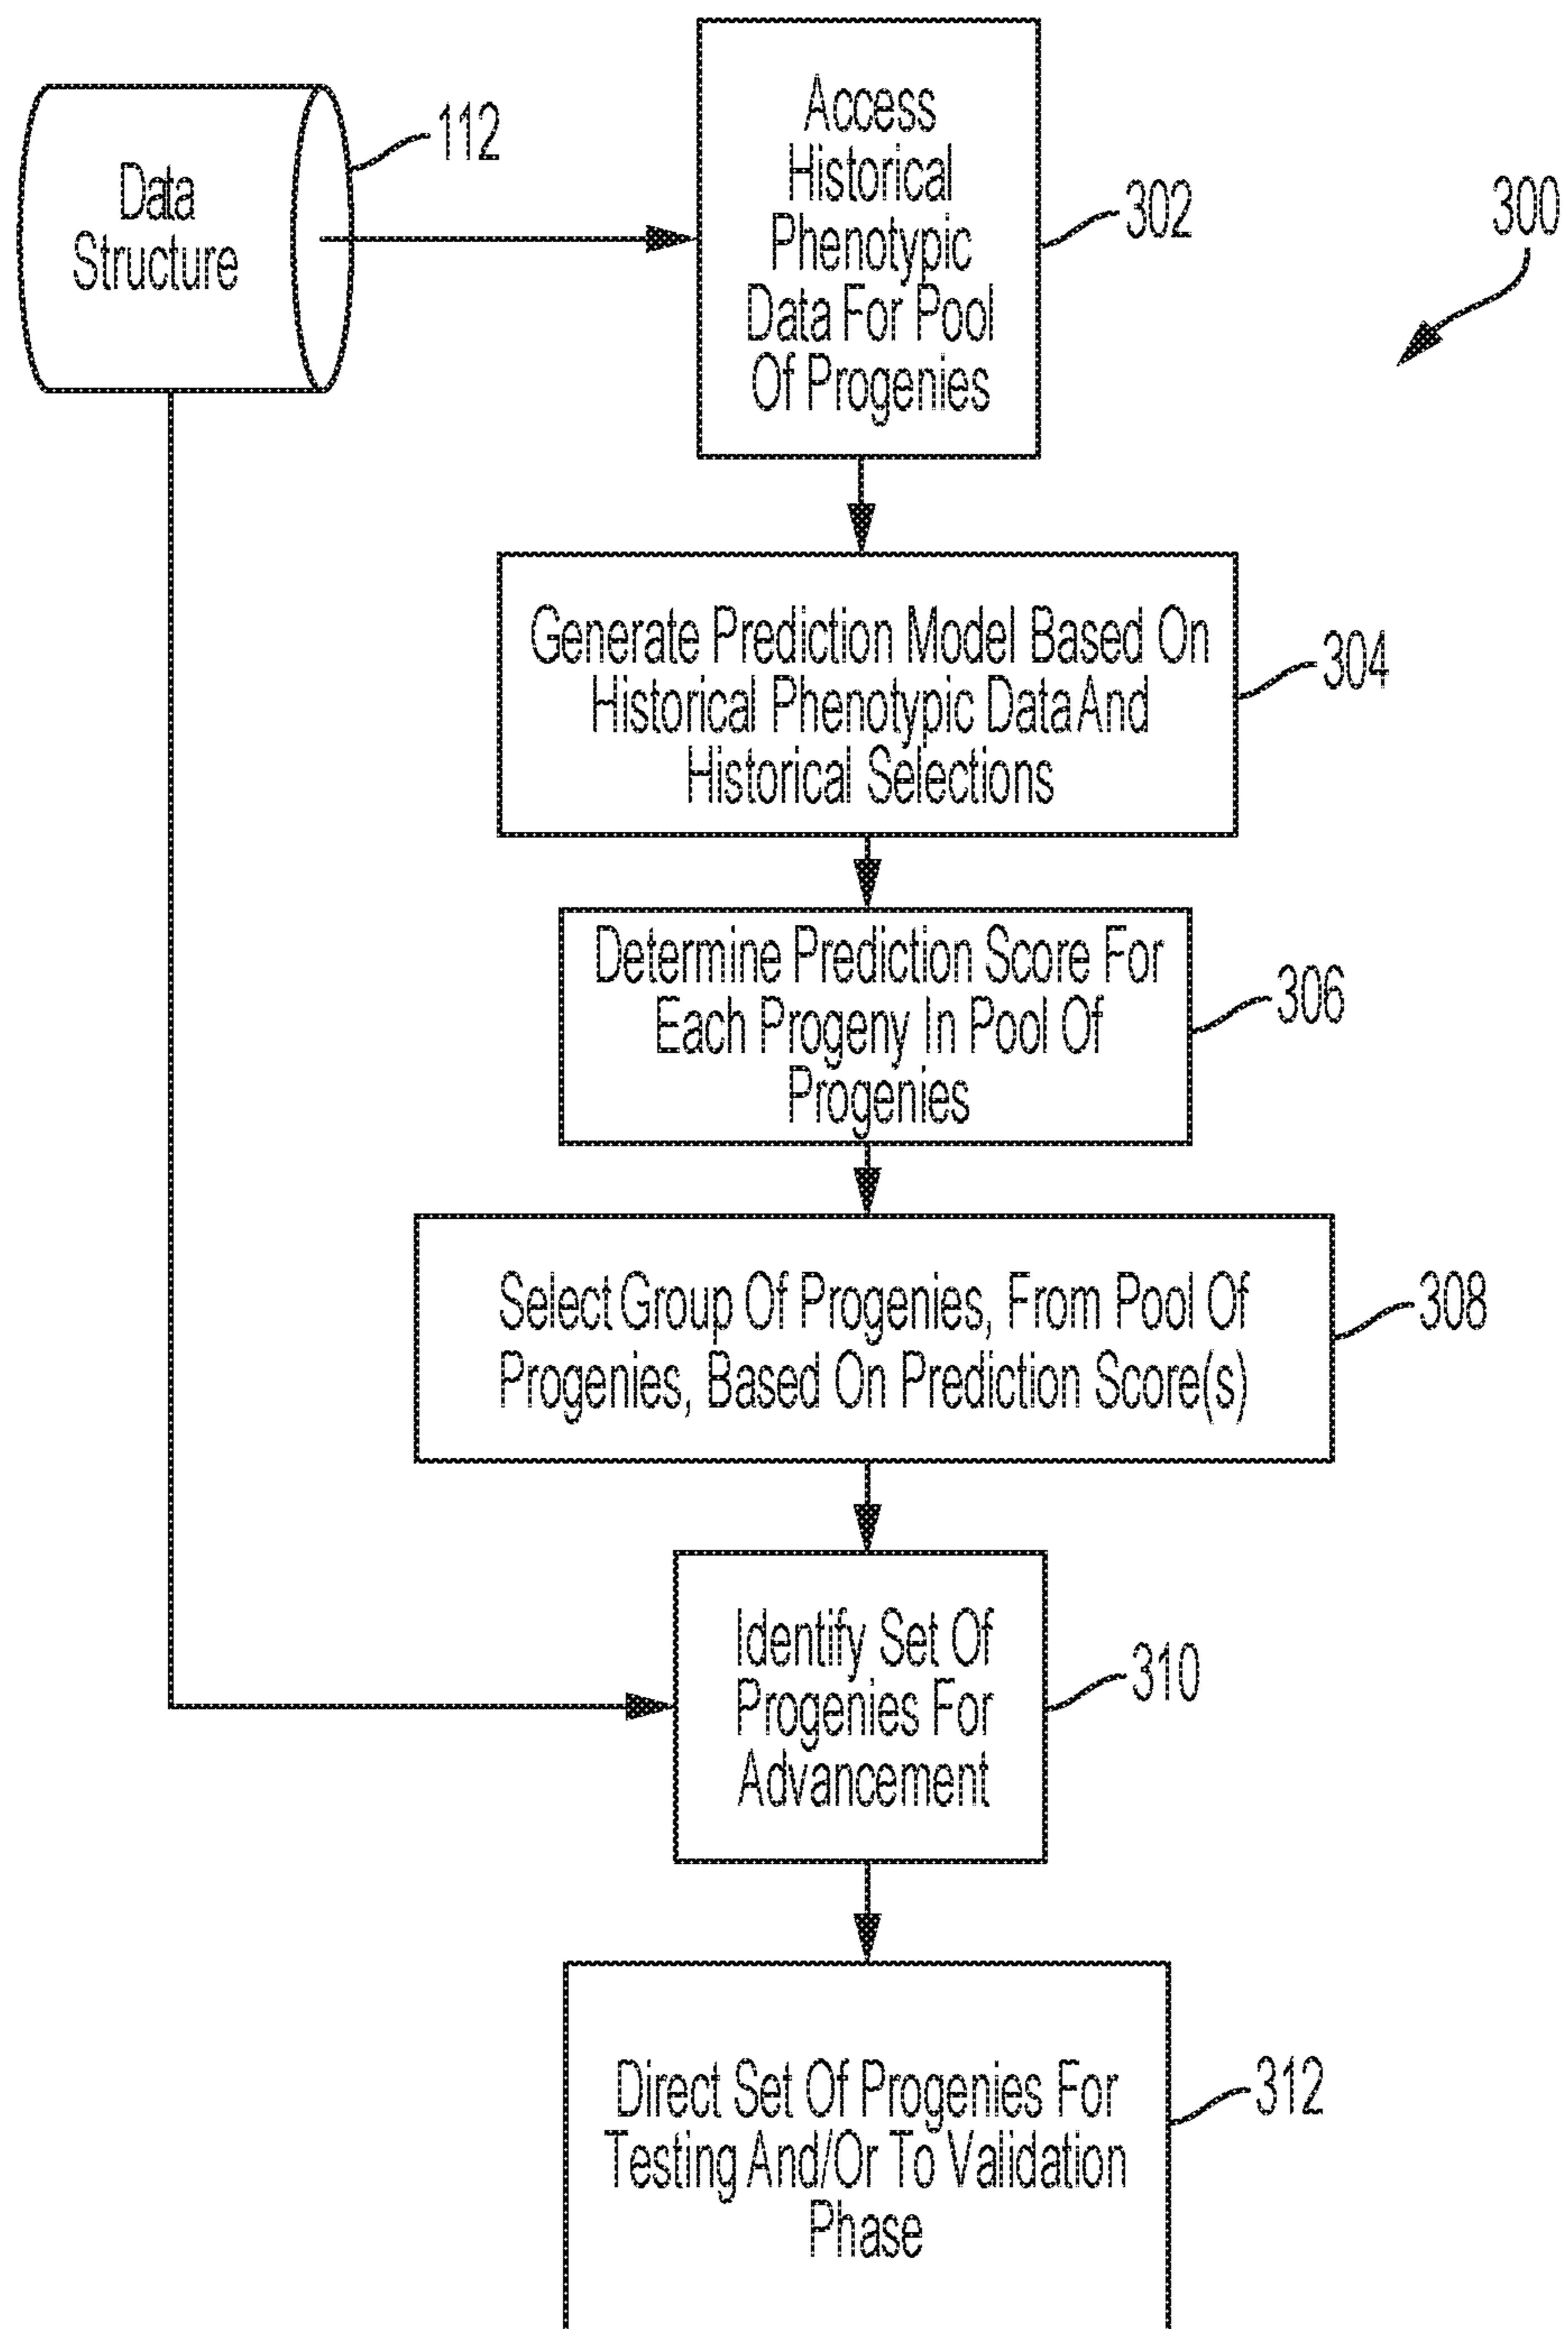 Data
Structure
112
Access
Historical
Phenotypic
Data For Pool
Of Progenies
302
300
Generate Prediction Model Based On
Historical Phenotypic Data And
Historical Selections
304
Determine Prediction Score For
Each Progeny In Pool Of
Progenies
306
Select Group Of Progenies, From Pool Of
Progenies, Based On Prediction Score(s)
308
Identify Set Of
Progenies For
Advancement
310
Direct Set Of Progenies For
Testing And/Or To Validation
Phase
312